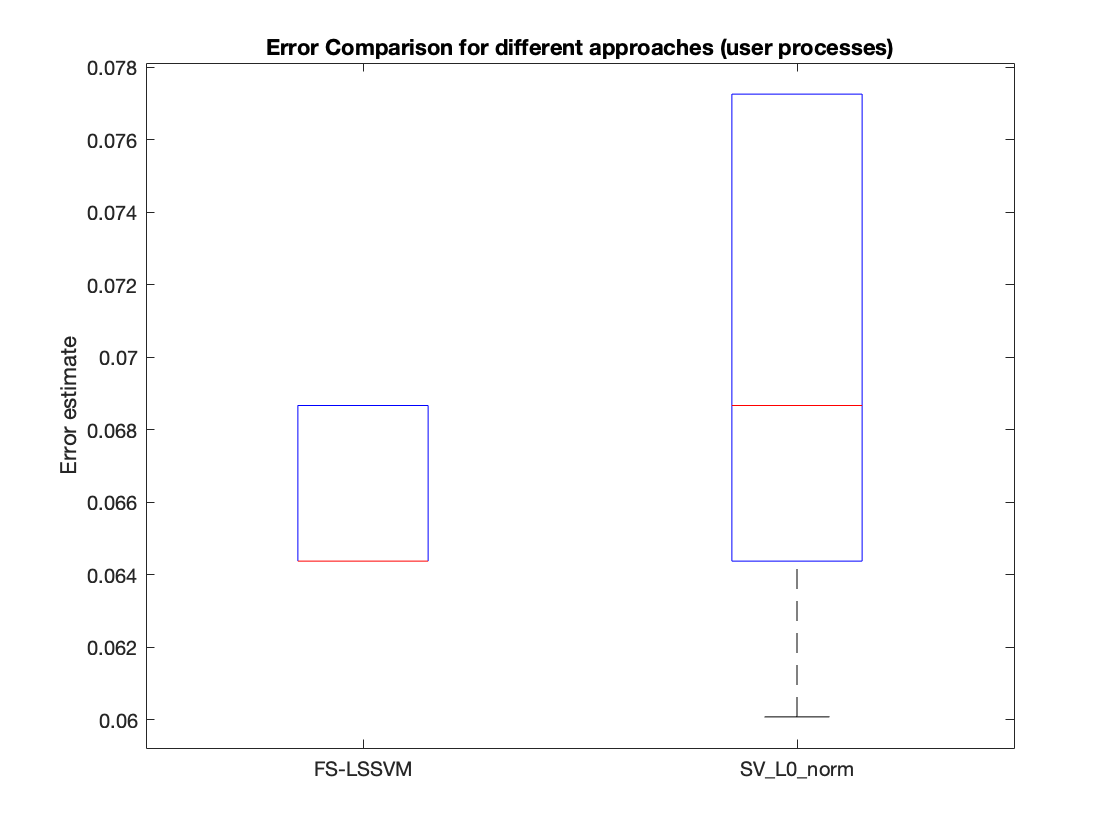 Error Comparison for different approaches (user processes)
0.078
0.076
0.074
0.072
0.07
0.068
0.066
0.064
0.062
0.06
Error estimate
FS-LSSVM
SV_L0_norm